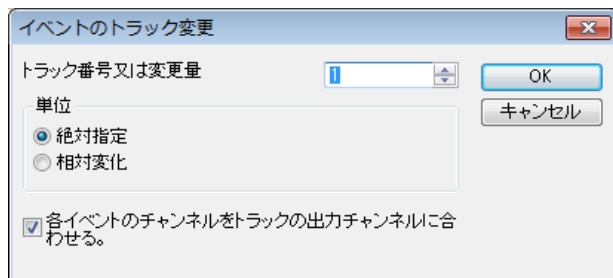 イベントのトラック変更
トラック番号又は変更量
1
OK
キャンセル
単位
絶対指定
相対変化
各イベントのチャンネルをトラックの出力チャンネルに合
わせる。